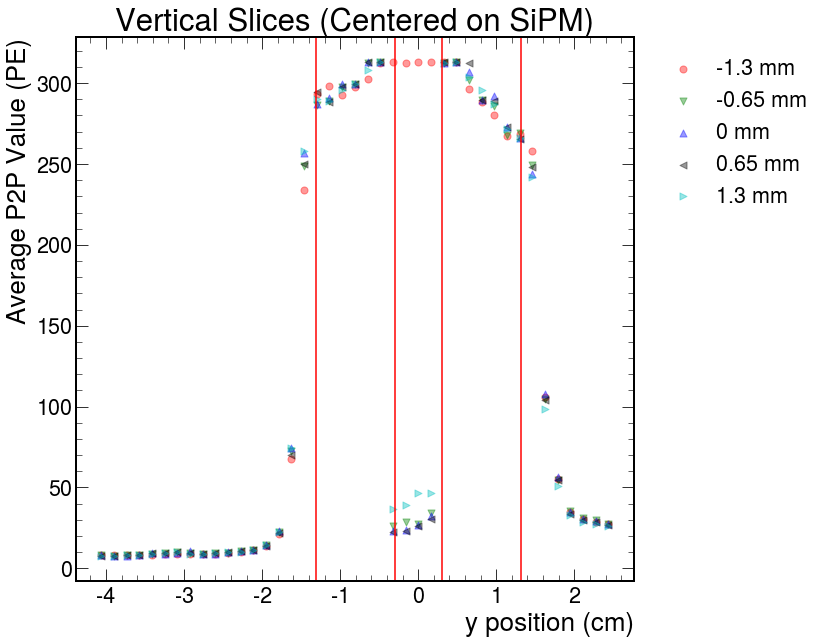 Vertical Slices (Centered on SiPM)
Average P2P Value (PE)
300
250
200
150
100
50
0
-4
-3
-2
-1
0
1
2
y position (cm)
-1.3 mm
-0.65 mm
0 mm
0.65 mm
1.3 mm